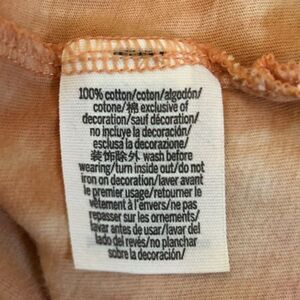 100% cotton/coton/algodón/
cotone/棉 exclusive of
decoration/sauf décoration/
no incluye la decoración/
esclusa la decorazione/
装饰除外 wash before
wearing/turn inside out/do not
iron on decoration/laver avant
le premier usage/retourner le
vêtement à l'envers/ne pas
repasser sur les ornements/
lavar antes de usar/lavar del
lado del revés/no planchar
sobre la decoración/